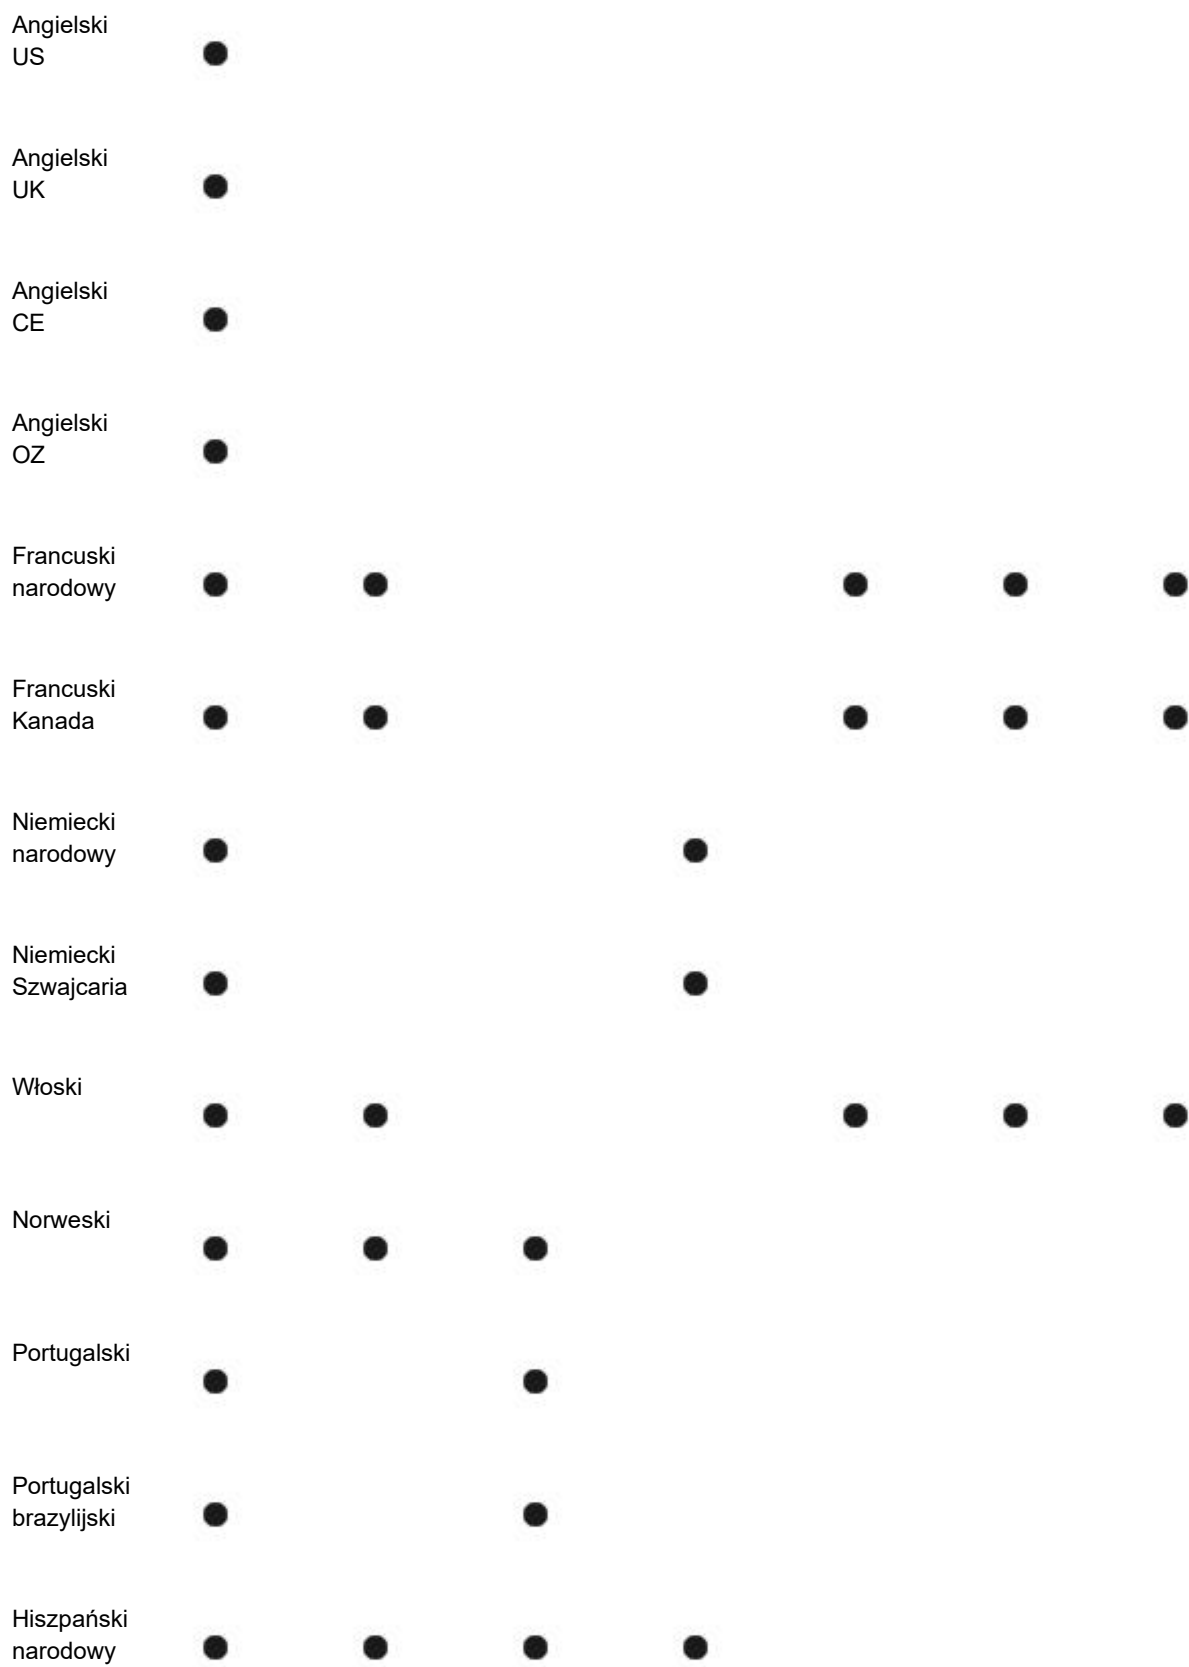 Angielski
US
Angielski
UK
Angielski
CE
Angielski
OZ
Francuski
narodowy
Francuski
Kanada
Niemiecki
narodowy
Niemiecki
Szwajcaria
Włoski
Norweski
Portugalski
Portugalski
brazylijski
Hiszpański
narodowy